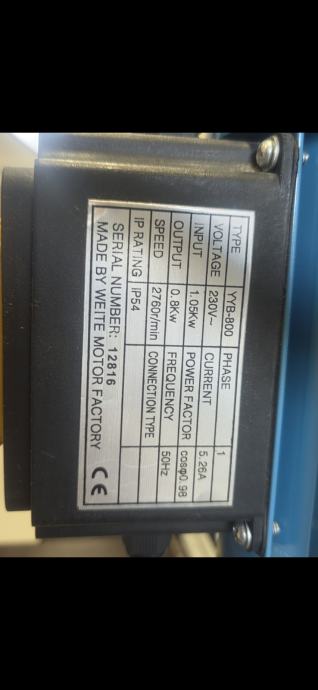 TYPE YYB-800 PHASE 1
VOLTAGE 230V~ CURRENT 5.26A
INPUT 1.05Kw POWER FACTOR cosφ0.98
OUTPUT 0.8Kw FREQUENCY 50Hz
SPEED 2760r/min CONNECTION TYPE
IP RATING IP54
SERIAL NUMBER: 12816
MADE BY WEITE MOTOR FACTORY CE